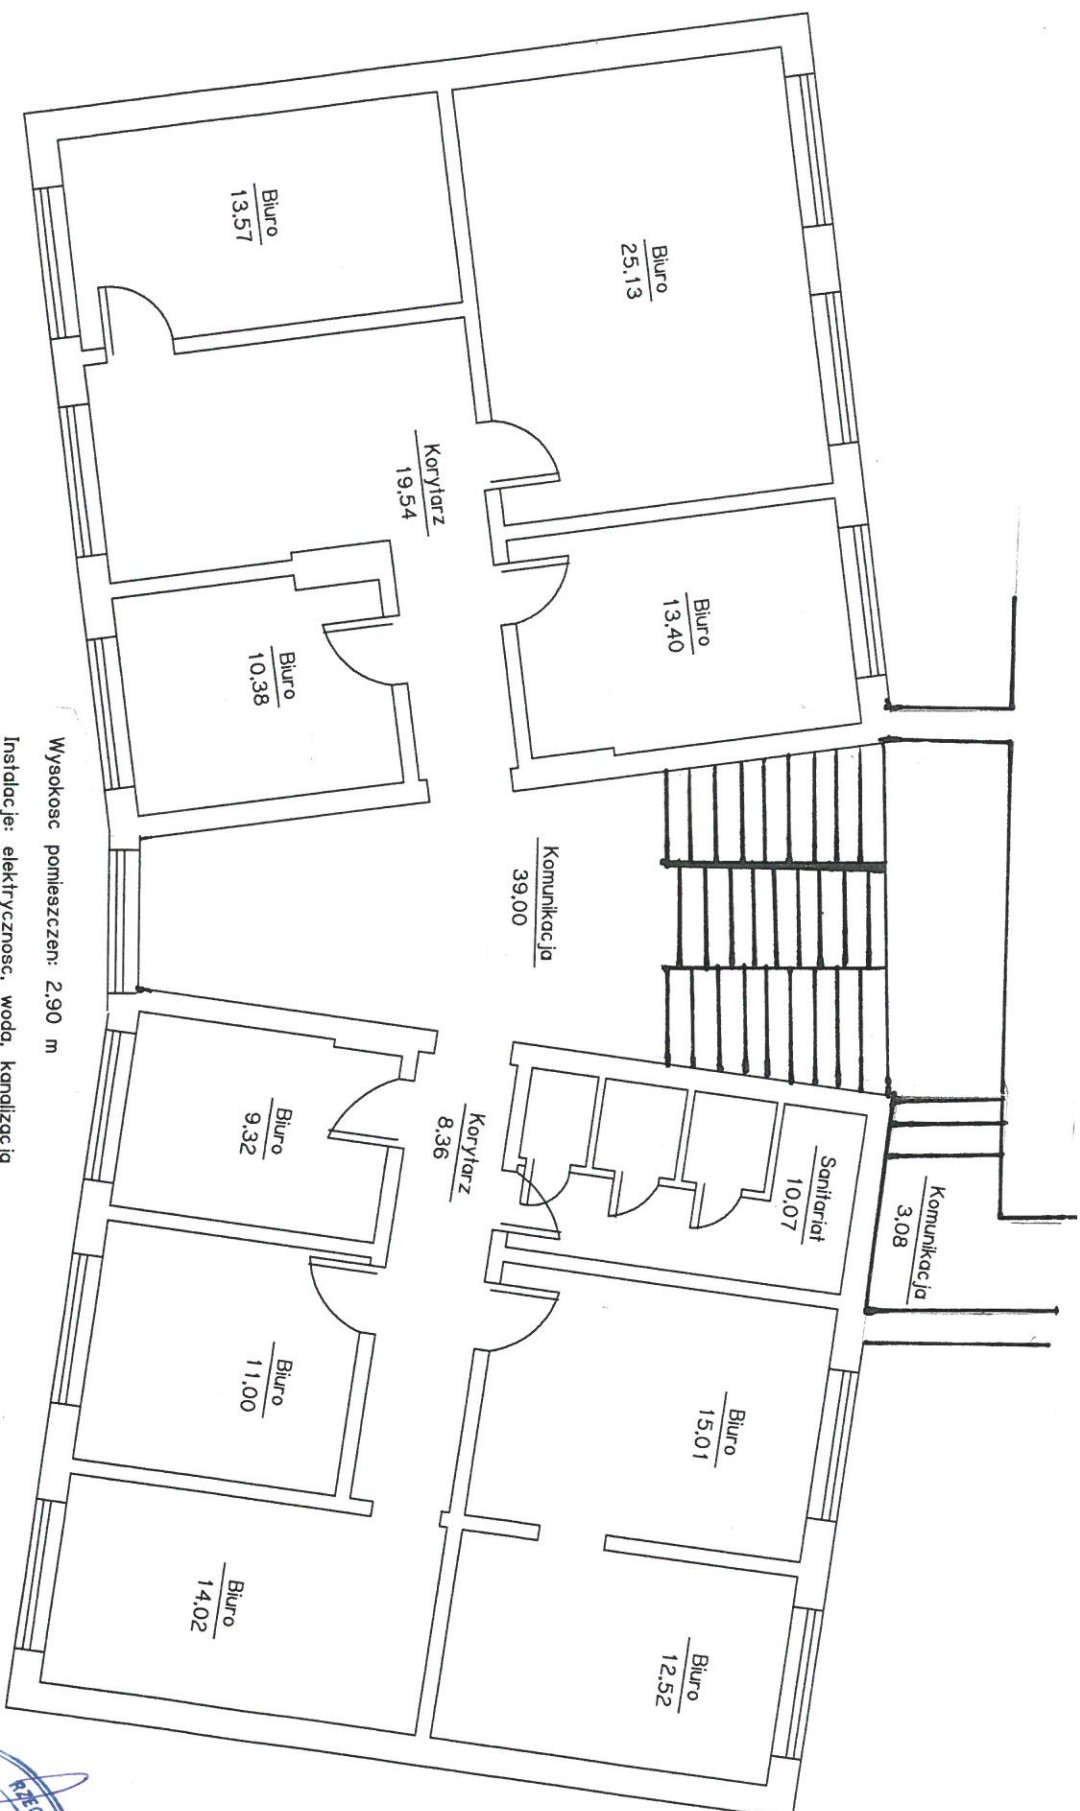 Biuro
25.13
Biuro
13.57
Korytarz
19.54
Biuro
13.40
Biuro
10.38
Komunikacja
39.00
Komunikacja
3.08
Sanitariat
10.07
Korytarz
8.36
Biuro
9.32
Biuro
11.00
Biuro
15.01
Biuro
14.02
Biuro
12.52
Wysokosc pomieszczen: 2.90 m
Instalacje: elektrycznosc, woda, kanalizacja